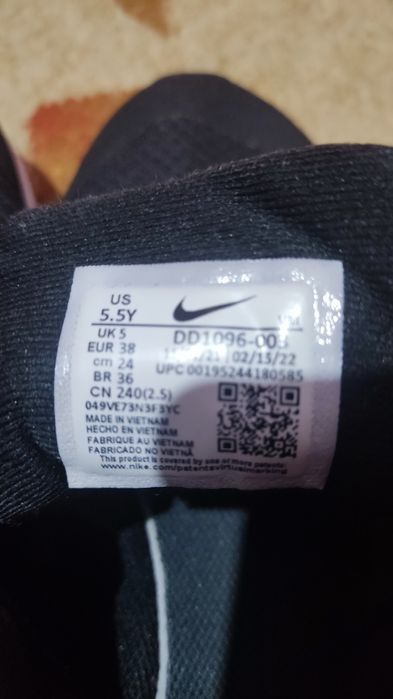 US
5.5Y
UK 5
EUR 38
cm 24
BR 36
CN 240(2.5)
DD1096-003
02/13/22
UPC 00195244180585
049VE73N3F3YC
MADE IN VIETNAM
HECHO EN VIETNAM
FABRIQUE AU VIETNAM
FABRICADO NO VIETNÃ
This product is covered by one or more patents:
www.nike.com/patentsvirtualmarking